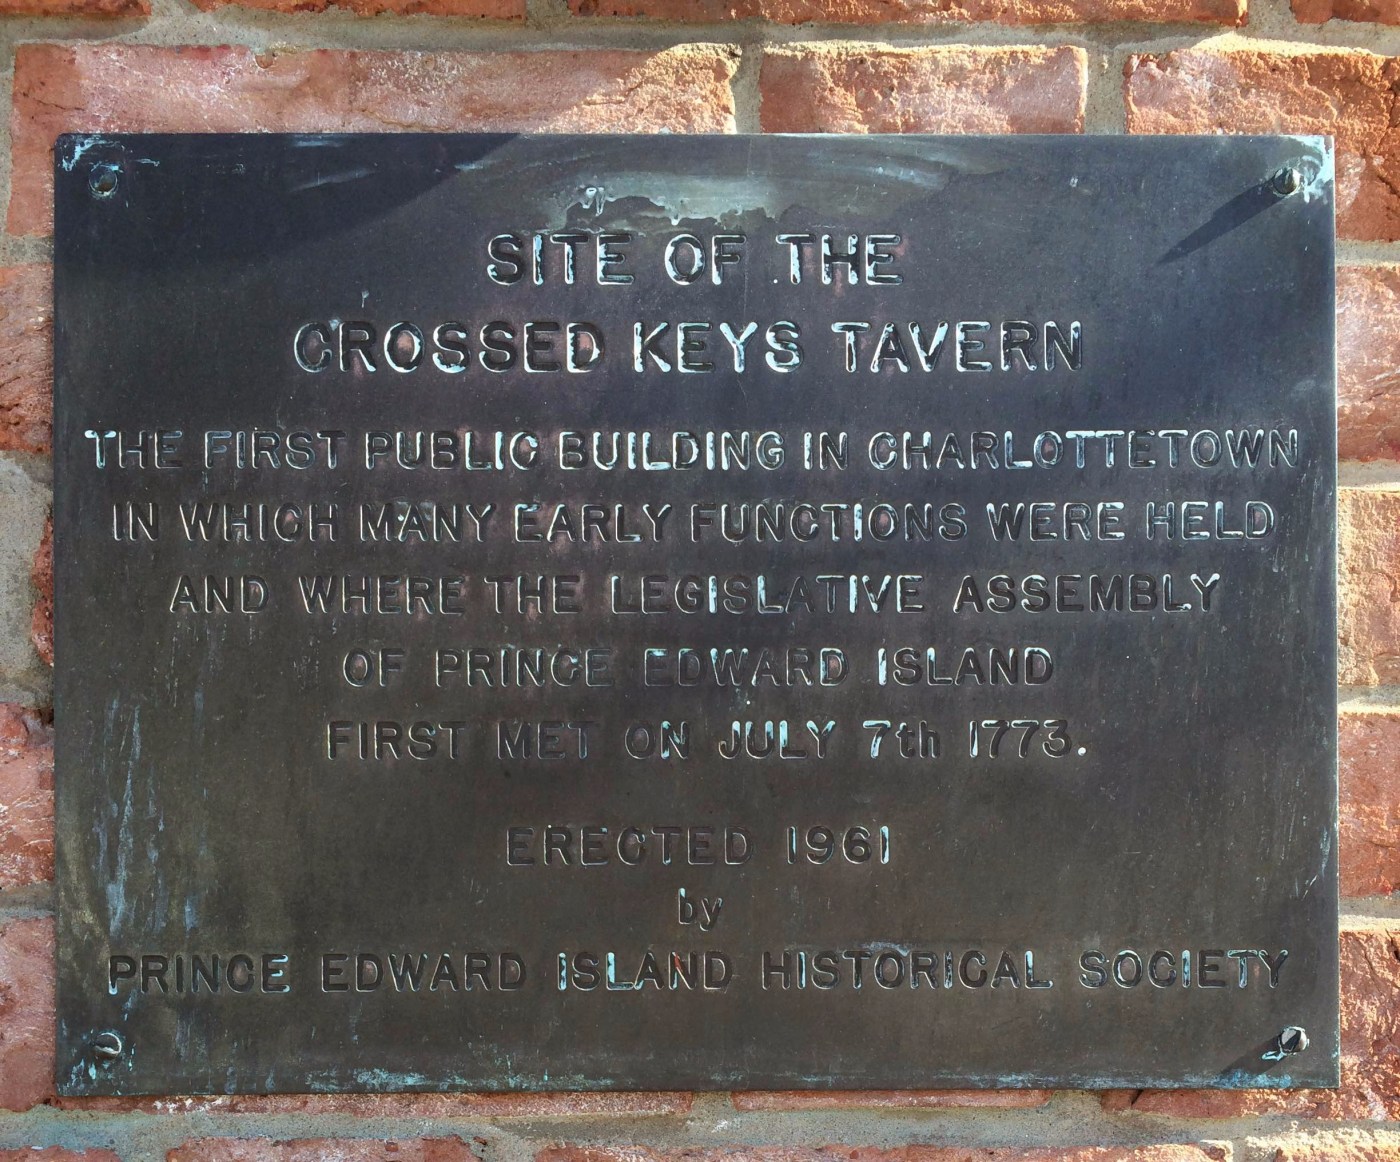 SITE OF THE
CROSSED KEYS TAVERN
THE FIRST PUBLIC BUILDING IN CHARLOTTETOWN
IN WHICH MANY EARLY FUNCTIONS WERE HELD
AND WHERE THE LEGISLATIVE ASSEMBLY
OF PRINCE EDWARD ISLAND
FIRST MET ON JULY 7th 1773.
ERECTED 1961
by
PRINCE EDWARD ISLAND HISTORICAL SOCIETY